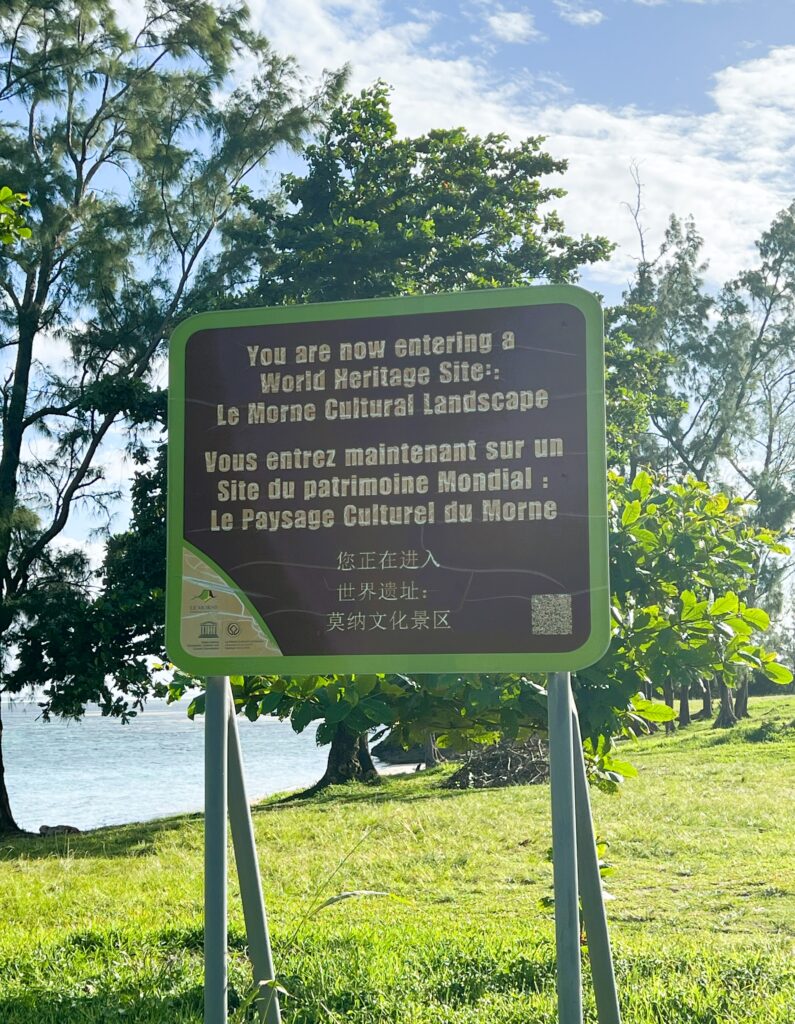 You are now entering a
World Heritage Site::
Le Morne Cultural Landscape
Vous entrez maintenant sur un
Site du patrimoine Mondial :
Le Paysage Culturel du Morne
您正在进入
世界遗址:
莫纳文化景区
LE MORNE